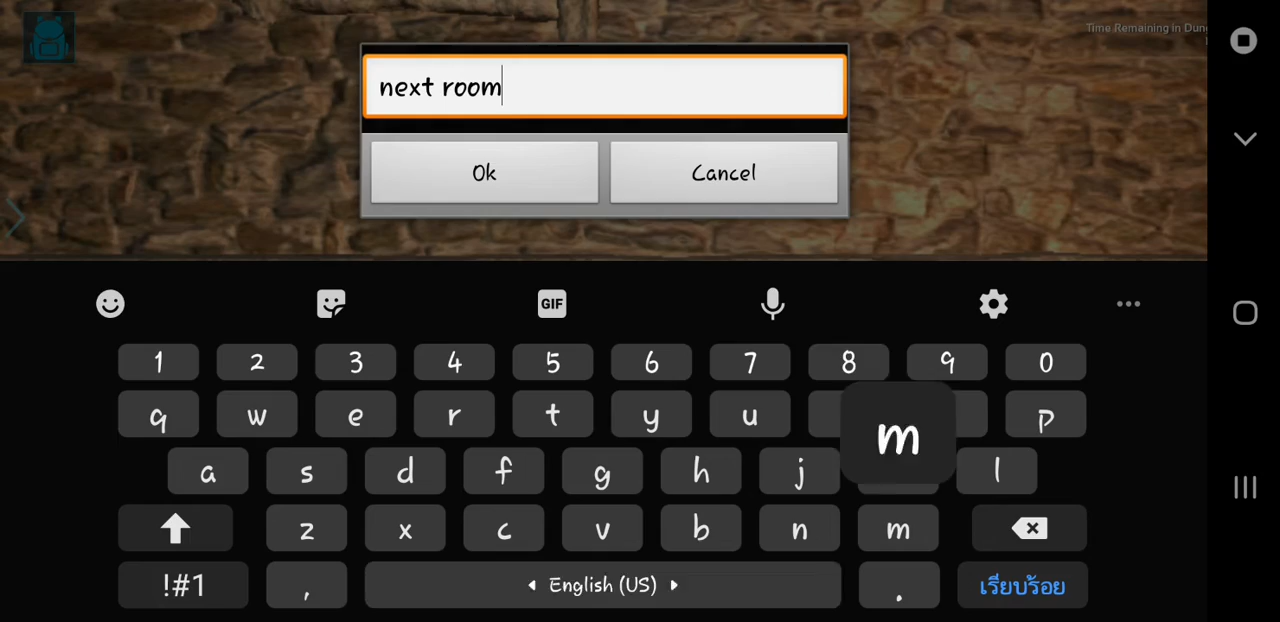 Time Remaining In Dun
next room
Ok
Cancel
GIF
1 2 3 4 5 6 7 8 9 0
q w e r t y u p
m
a s d f g h j l
z x c v b n m
!#1 , English (US) . เรียบร้อย